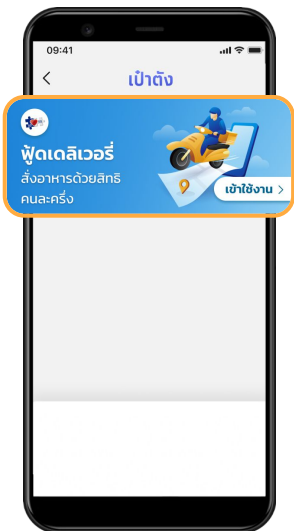 09:41
เป๋าตัง
ฟู้ดเดลิเวอรี่
สั่งอาหารด้วยสิทธิ
คนละครึ่ง
เข้าใช้งาน >